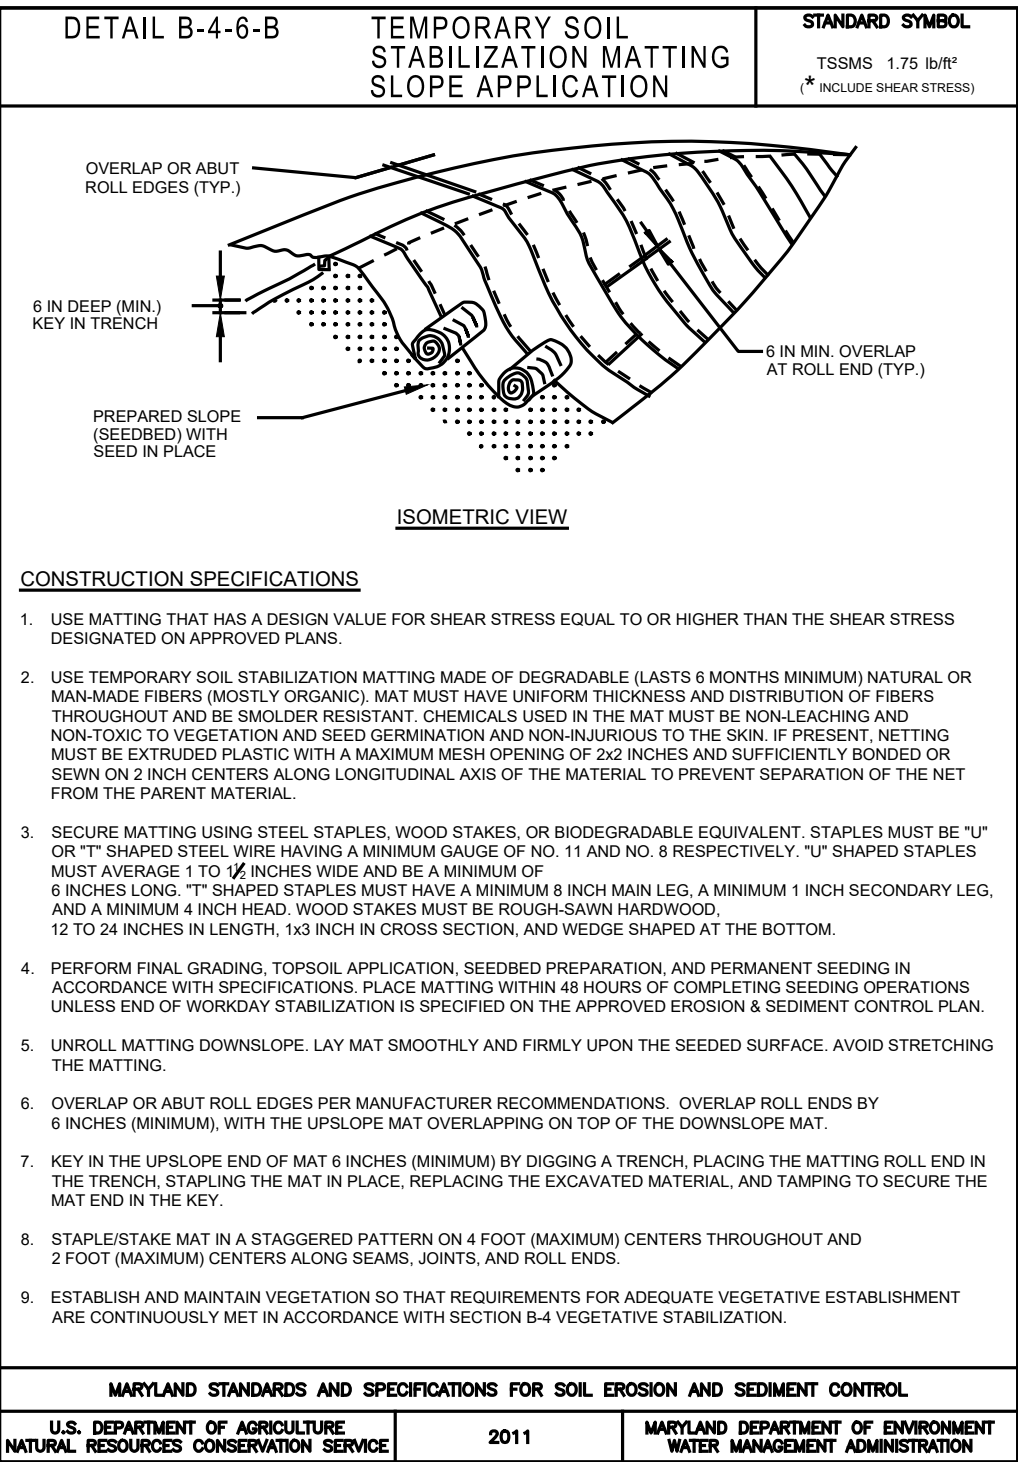 DETAIL B-4-6-B
TEMPORARY SOIL
STABILIZATION MATTING
SLOPE APPLICATION
STANDARD SYMBOL
TSSMS 1.75 lb/ft²
(* INCLUDE SHEAR STRESS)
OVERLAP OR ABUT
ROLL EDGES (TYP.)
6 IN DEEP (MIN.)
KEY IN TRENCH
6 IN MIN. OVERLAP
AT ROLL END (TYP.)
PREPARED SLOPE
(SEEDBED) WITH
SEED IN PLACE
ISOMETRIC VIEW
CONSTRUCTION SPECIFICATIONS
1. USE MATTING THAT HAS A DESIGN VALUE FOR SHEAR STRESS EQUAL TO OR HIGHER THAN THE SHEAR STRESS
DESIGNATED ON APPROVED PLANS.
2. USE TEMPORARY SOIL STABILIZATION MATTING MADE OF DEGRADABLE (LASTS 6 MONTHS MINIMUM) NATURAL OR
MAN-MADE FIBERS (MOSTLY ORGANIC). MAT MUST HAVE UNIFORM THICKNESS AND DISTRIBUTION OF FIBERS
THROUGHOUT AND BE SMOLDER RESISTANT. CHEMICALS USED IN THE MAT MUST BE NON-LEACHING AND
NON-TOXIC TO VEGETATION AND SEED GERMINATION AND NON-INJURIOUS TO THE SKIN. IF PRESENT, NETTING
MUST BE EXTRUDED PLASTIC WITH A MAXIMUM MESH OPENING OF 2x2 INCHES AND SUFFICIENTLY BONDED OR
SEWN ON 2 INCH CENTERS ALONG LONGITUDINAL AXIS OF THE MATERIAL TO PREVENT SEPARATION OF THE NET
FROM THE PARENT MATERIAL.
3. SECURE MATTING USING STEEL STAPLES, WOOD STAKES, OR BIODEGRADABLE EQUIVALENT. STAPLES MUST BE "U"
OR "T" SHAPED STEEL WIRE HAVING A MINIMUM GAUGE OF NO. 11 AND NO. 8 RESPECTIVELY. "U" SHAPED STAPLES
MUST AVERAGE 1 TO 1½ INCHES WIDE AND BE A MINIMUM OF
6 INCHES LONG. "T" SHAPED STAPLES MUST HAVE A MINIMUM 8 INCH MAIN LEG, A MINIMUM 1 INCH SECONDARY LEG,
AND A MINIMUM 4 INCH HEAD. WOOD STAKES MUST BE ROUGH-SAWN HARDWOOD,
12 TO 24 INCHES IN LENGTH, 1x3 INCH IN CROSS SECTION, AND WEDGE SHAPED AT THE BOTTOM.
4. PERFORM FINAL GRADING, TOPSOIL APPLICATION, SEEDBED PREPARATION, AND PERMANENT SEEDING IN
ACCORDANCE WITH SPECIFICATIONS. PLACE MATTING WITHIN 48 HOURS OF COMPLETING SEEDING OPERATIONS
UNLESS END OF WORKDAY STABILIZATION IS SPECIFIED ON THE APPROVED EROSION & SEDIMENT CONTROL PLAN.
5. UNROLL MATTING DOWNSLOPE. LAY MAT SMOOTHLY AND FIRMLY UPON THE SEEDED SURFACE. AVOID STRETCHING
THE MATTING.
6. OVERLAP OR ABUT ROLL EDGES PER MANUFACTURER RECOMMENDATIONS. OVERLAP ROLL ENDS BY
6 INCHES (MINIMUM), WITH THE UPSLOPE MAT OVERLAPPING ON TOP OF THE DOWNSLOPE MAT.
7. KEY IN THE UPSLOPE END OF MAT 6 INCHES (MINIMUM) BY DIGGING A TRENCH, PLACING THE MATTING ROLL END IN
THE TRENCH, STAPLING THE MAT IN PLACE, REPLACING THE EXCAVATED MATERIAL, AND TAMPING TO SECURE THE
MAT END IN THE KEY.
8. STAPLE/STAKE MAT IN A STAGGERED PATTERN ON 4 FOOT (MAXIMUM) CENTERS THROUGHOUT AND
2 FOOT (MAXIMUM) CENTERS ALONG SEAMS, JOINTS, AND ROLL ENDS.
9. ESTABLISH AND MAINTAIN VEGETATION SO THAT REQUIREMENTS FOR ADEQUATE VEGETATIVE ESTABLISHMENT
ARE CONTINUOUSLY MET IN ACCORDANCE WITH SECTION B-4 VEGETATIVE STABILIZATION.
MARYLAND STANDARDS AND SPECIFICATIONS FOR SOIL EROSION AND SEDIMENT CONTROL
U.S. DEPARTMENT OF AGRICULTURE
NATURAL RESOURCES CONSERVATION SERVICE
2011
MARYLAND DEPARTMENT OF ENVIRONMENT
WATER MANAGEMENT ADMINISTRATION